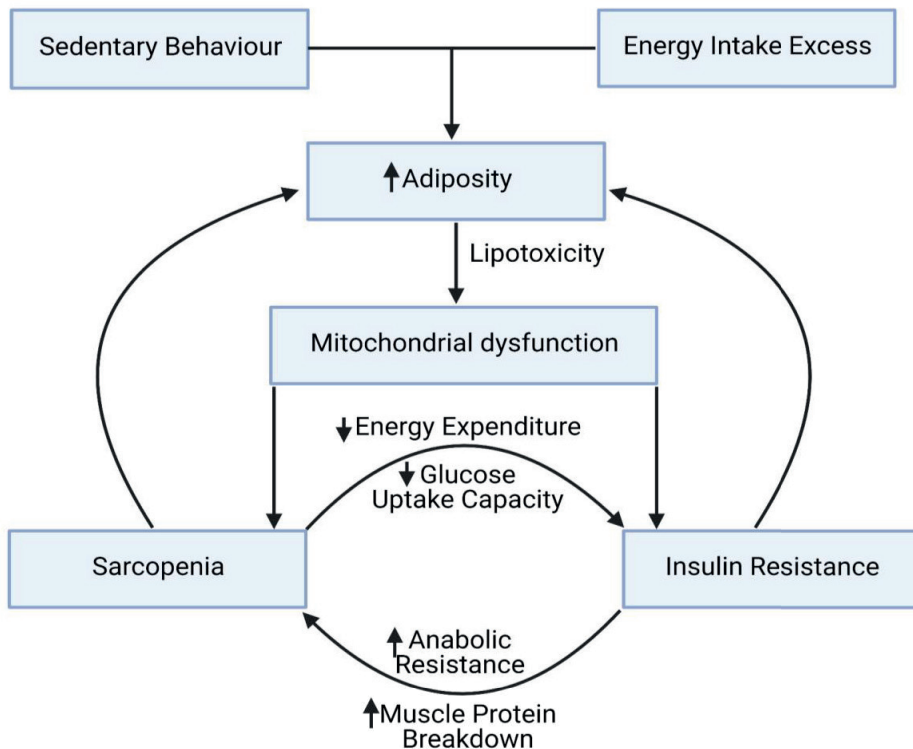 Sedentary Behaviour
Energy Intake Excess
↑Adiposity
Lipotoxicity
Mitochondrial dysfunction
↓Energy Expenditure
↓Glucose
Uptake Capacity
Sarcopenia
Insulin Resistance
↑Anabolic
Resistance
↑Muscle Protein
Breakdown